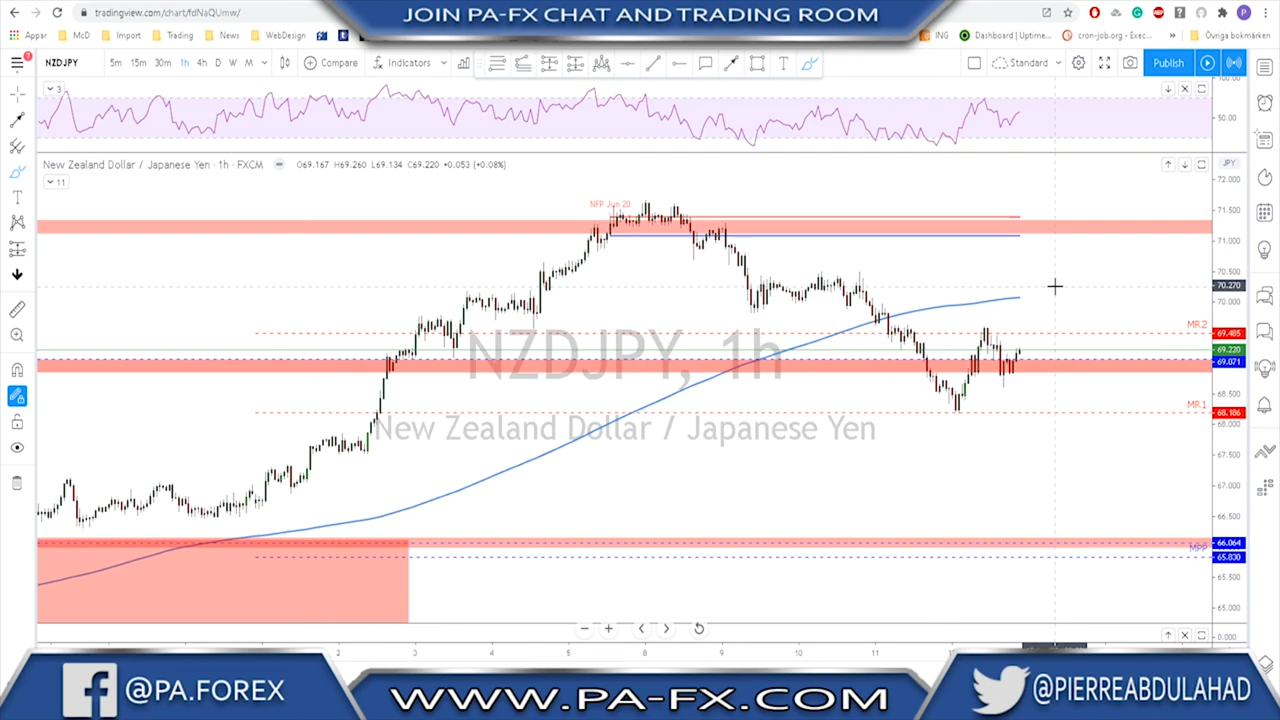 JOIN PA-FX CHAT AND TRADING ROOM
tradingview.com/chart/fdNaQUmw/
Appar McD Import Trading News WebDesign ING Dashboard | Uptime... cron-job.org - Exec... » Övriga bokmärken
NZDJPY 5m 15m 30m 1h 4h D W M Compare Indicators Standard Publish
3
100.00
50.00
New Zealand Dollar / Japanese Yen · 1h · FXCM O69.167 H69.260 L69.134 C69.220 +0.053 (+0.08%)
JPY
11
72.000
NFP Jun 20
71.500
71.000
70.500
70.270
70.000
MR2
69.485
69.220
69.071
NZDJPY, 1h
68.500
MR1
68.186
68.000
New Zealand Dollar / Japanese Yen
67.500
67.000
66.500
66.064
MPP
65.830
65.500
65.000
0.000
2 3 4 5 8 9 10 11
@PA.FOREX
WWW.PA-FX.COM
@PIERREABDULAHAD